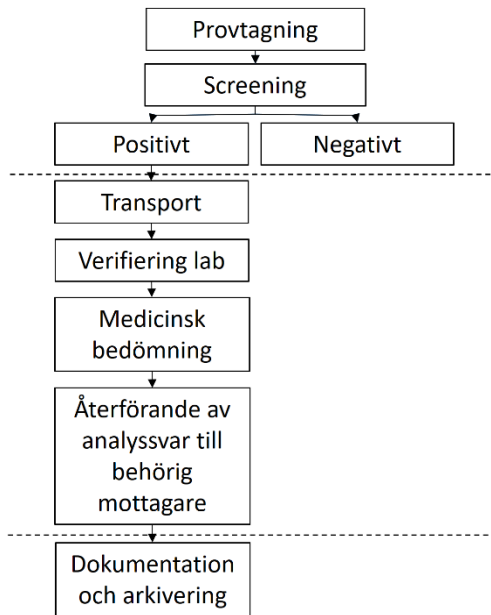 Provtagning
Screening
Positivt
Negativt
Transport
Verifiering lab
Medicinsk
bedömning
Återförande av
analyssvar till
behörig
mottagare
Dokumentation
och arkivering